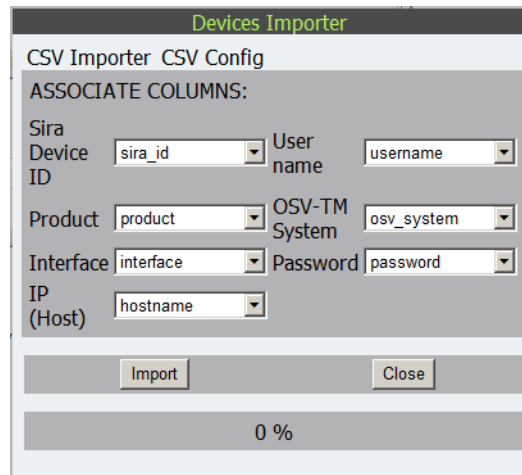 Devices Importer
CSV Importer CSV Config
ASSOCIATE COLUMNS:
Sira
Device
ID
sira_id
User
name
username
Product
product
OSV-TM
System
osv_system
Interface
interface
Password
password
IP
(Host)
hostname
Import
Close
0 %